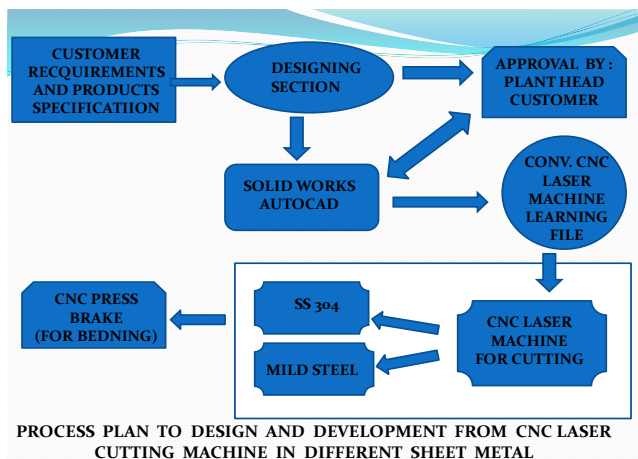 CUSTOMER
RECQUIREMENTS
AND PRODUCTS
SPECIFICATIION
DESIGNING
SECTION
APPROVAL BY :
PLANT HEAD
CUSTOMER
SOLID WORKS
AUTOCAD
CONV. CNC
LASER
MACHINE
LEARNING
FILE
CNC PRESS
BRAKE
(FOR BEDNING)
SS 304
MILD STEEL
CNC LASER
MACHINE
FOR CUTTING
PROCESS PLAN TO DESIGN AND DEVELOPMENT FROM CNC LASER
CUTTING MACHINE IN DIFFERENT SHEET METAL